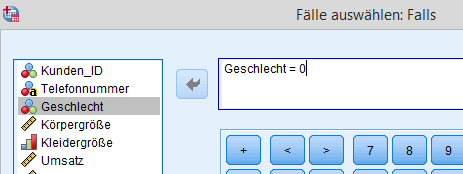 Fälle auswählen: Falls
Kunden_ID
Telefonnummer
Geschlecht
Körpergröße
Kleidergröße
Umsatz
Geschlecht = 0
+ < > 7 8 9